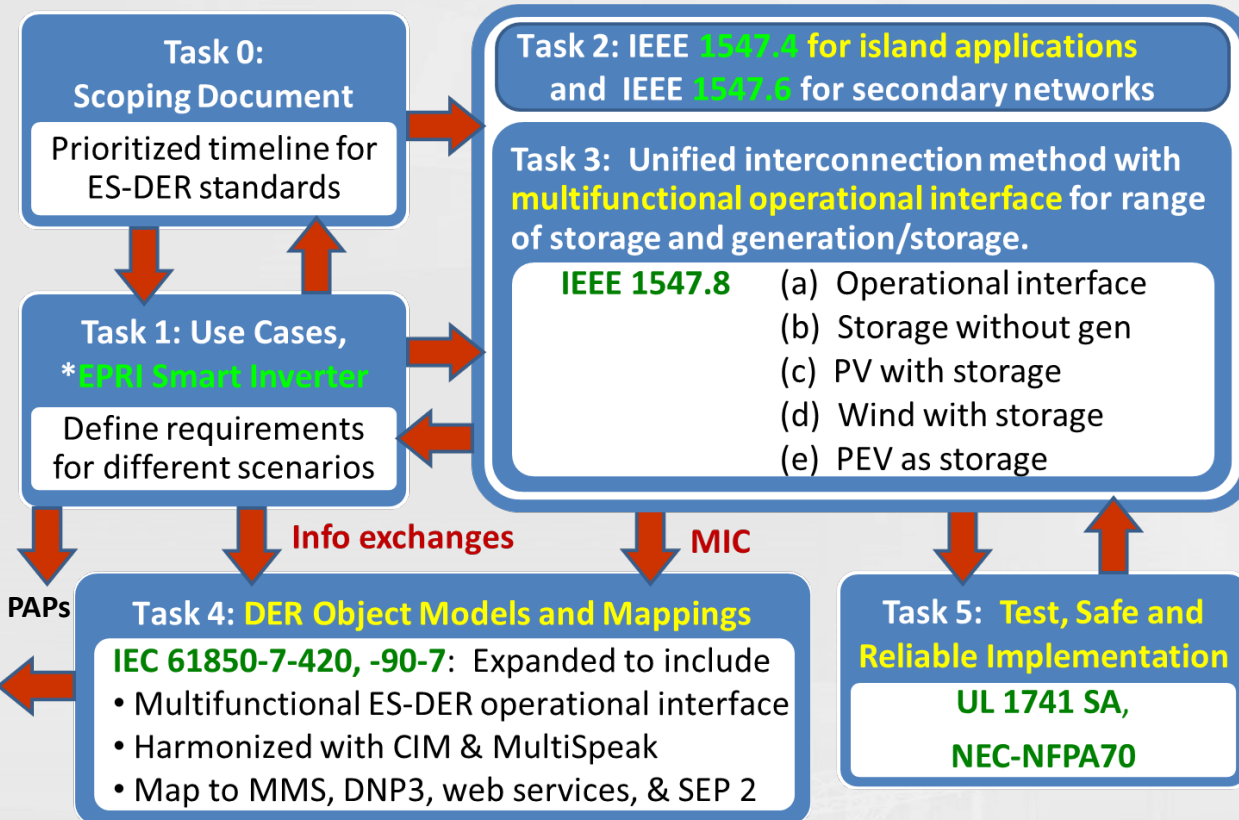 Task 0:
Scoping Document
Prioritized timeline for
ES-DER standards
Task 1: Use Cases,
*EPRI Smart Inverter
Define requirements
for different scenarios
Task 2: IEEE 1547.4 for island applications
and IEEE 1547.6 for secondary networks
Task 3: Unified interconnection method with
multifunctional operational interface for range
of storage and generation/storage.
IEEE 1547.8
(a) Operational interface
(b) Storage without gen
(c) PV with storage
(d) Wind with storage
(e) PEV as storage
Info exchanges
MIC
PAPs
Task 4: DER Object Models and Mappings
IEC 61850-7-420, -90-7: Expanded to include
• Multifunctional ES-DER operational interface
• Harmonized with CIM & MultiSpeak
• Map to MMS, DNP3, web services, & SEP 2
Task 5: Test, Safe and
Reliable Implementation
UL 1741 SA,
NEC-NFPA70